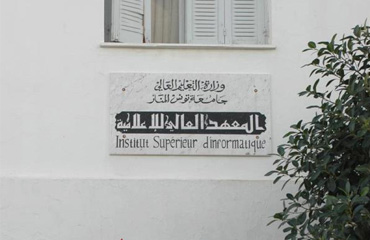 وزارة التعليم العالي
جامعة تونس المنار
المعهد العالي للإعلامية
Institut Superieur d'informatique